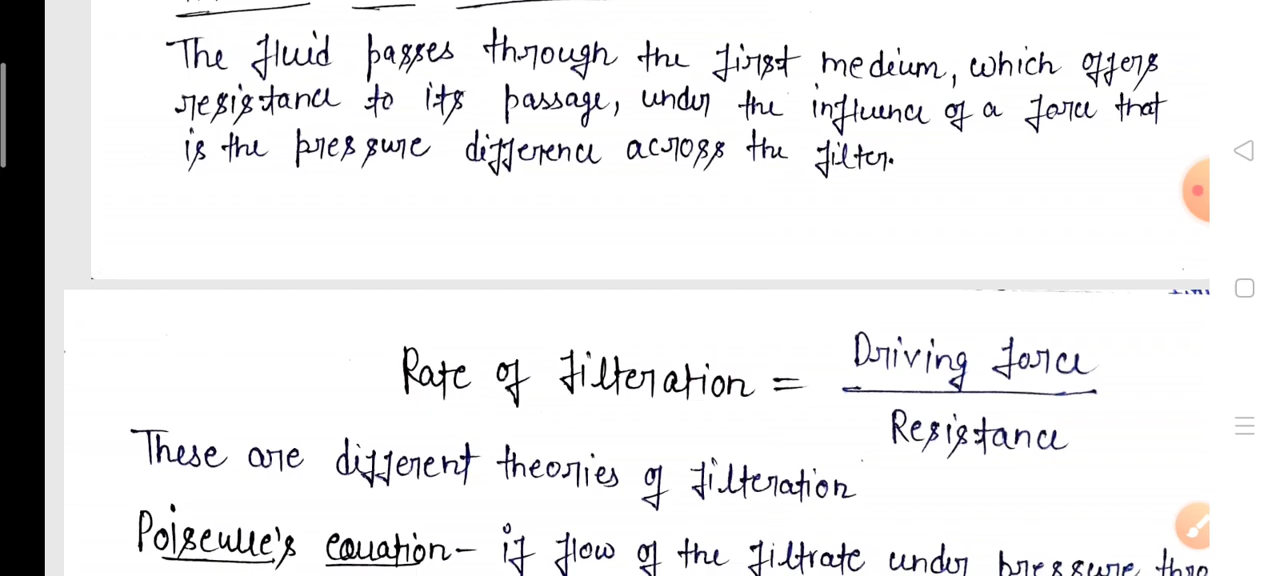 The fluid passes through the first medium, which offers
resistance to its passage, under the influence of a force that
is the pressure difference across the filter.
Rate of filteration = Driving force / Resistance
These are different theories of filteration
Poiseulle's equation - if flow of the filtrate under pressure thro